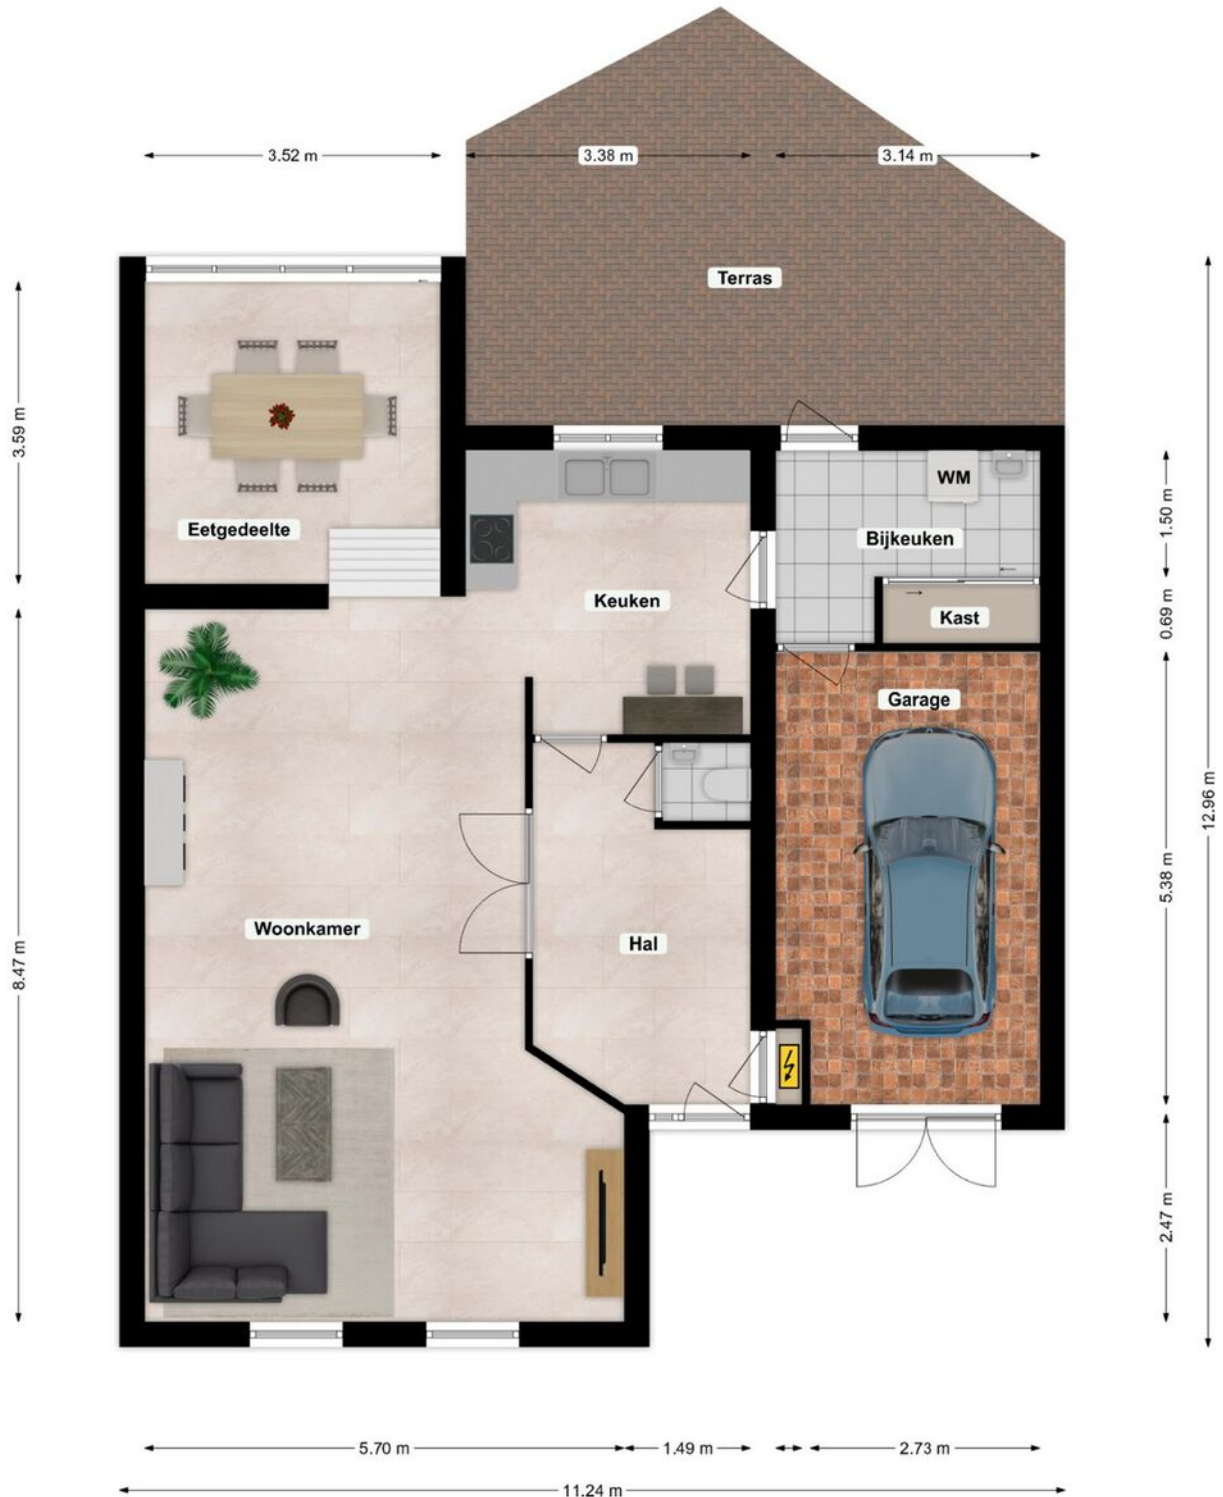 3.52 m
3.38 m
3.14 m
Terras
3.59 m
WM
1.50 m
Eetgedeelte
Bijkeuken
Keuken
Kast
0.69 m
Garage
12.96 m
5.38 m
Woonkamer
Hal
8.47 m
2.47 m
5.70 m
1.49 m
2.73 m
11.24 m